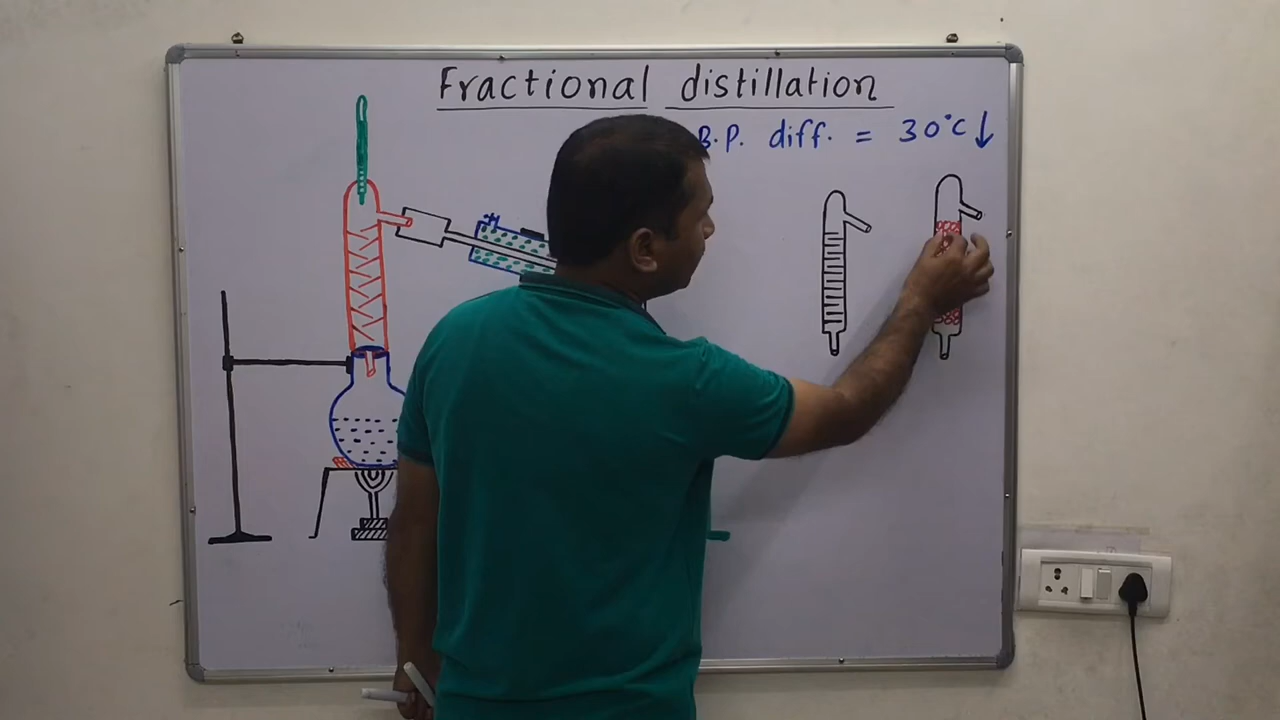 Fractional distillation
B.P. diff. = 30°C ↓